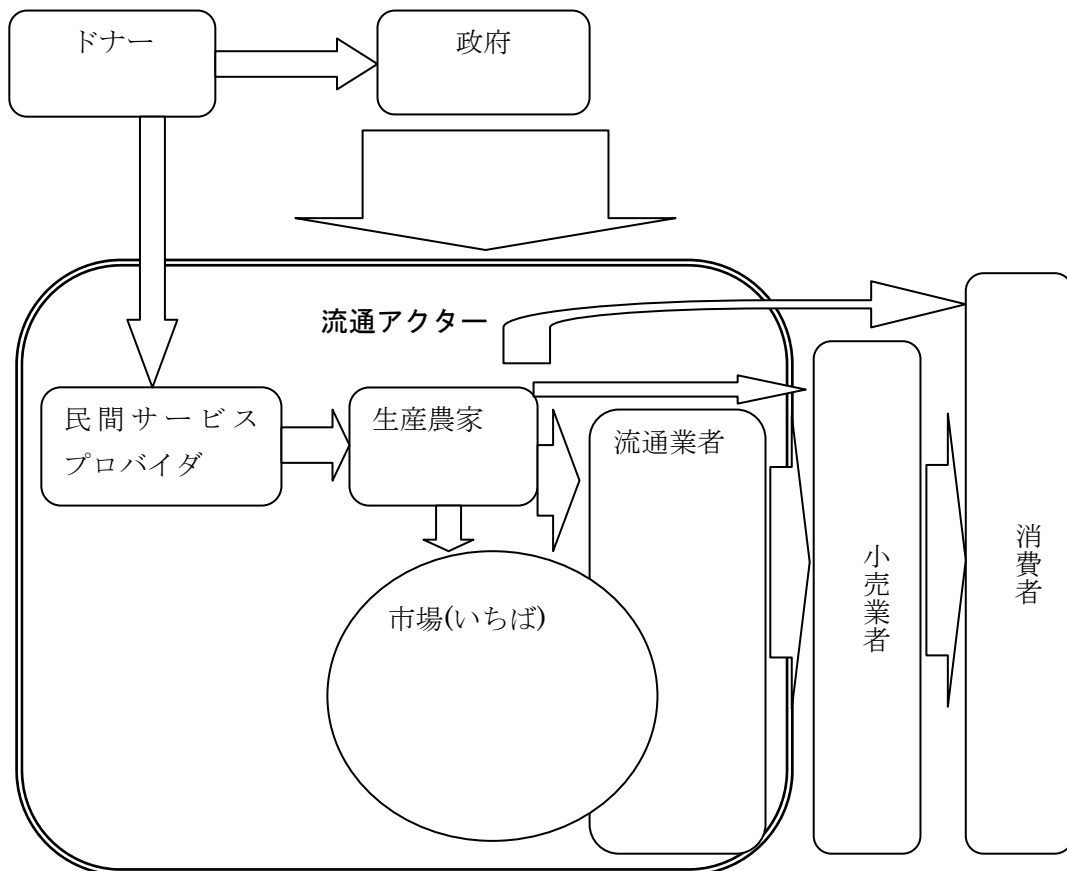 ドナー
政府
流通アクター
民間サービス
プロバイダ
生産農家
流通業者
市場(いちば)
小売業者
消費者